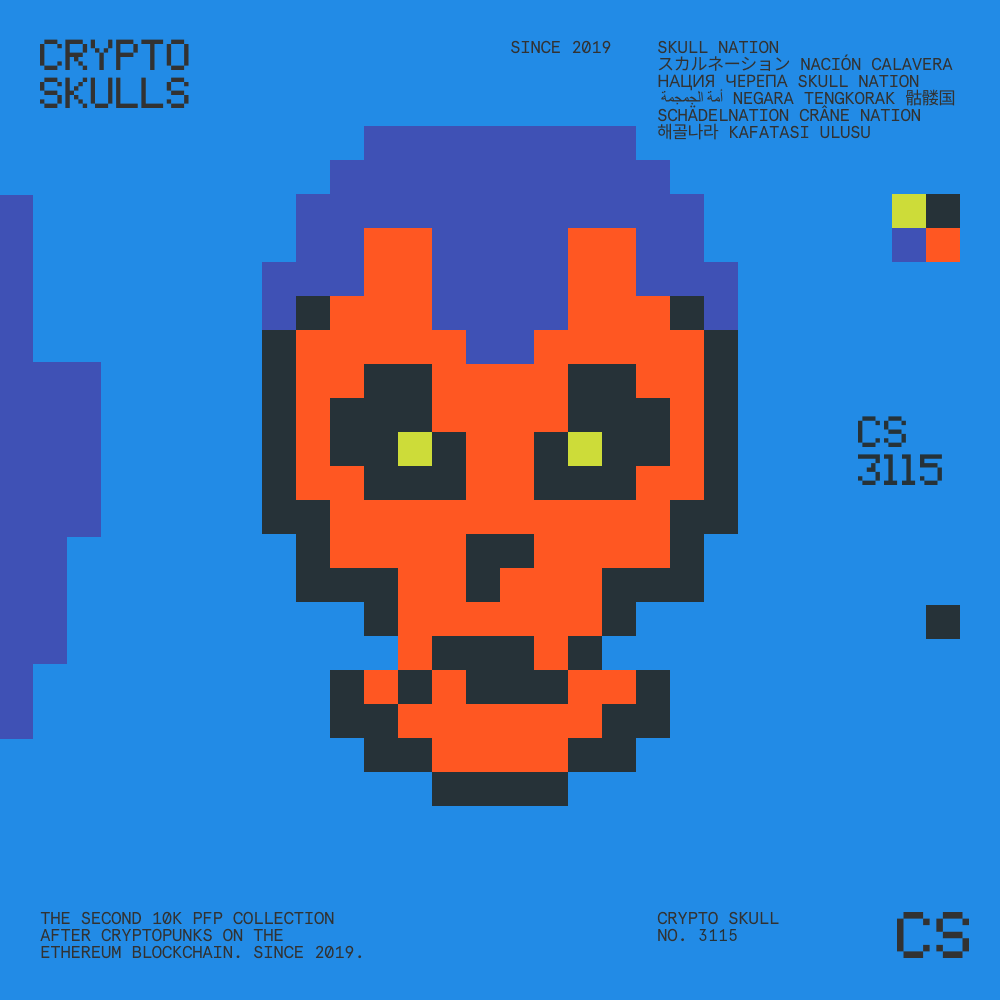 CRYPTO
SKULLS
SINCE 2019
SKULL NATION
スカルネーション NACIÓN CALAVERA
НАЦИЯ ЧЕРЕПА SKULL NATION
أمة الجمجمة NEGARA TENGKORAK 骷髅国
SCHÄDELNATION CRÂNE NATION
해골나라 KAFATASI ULUSU
CS
3115
THE SECOND 10K PFP COLLECTION
AFTER CRYPTOPUNKS ON THE
ETHEREUM BLOCKCHAIN. SINCE 2019.
CRYPTO SKULL
NO. 3115
CS